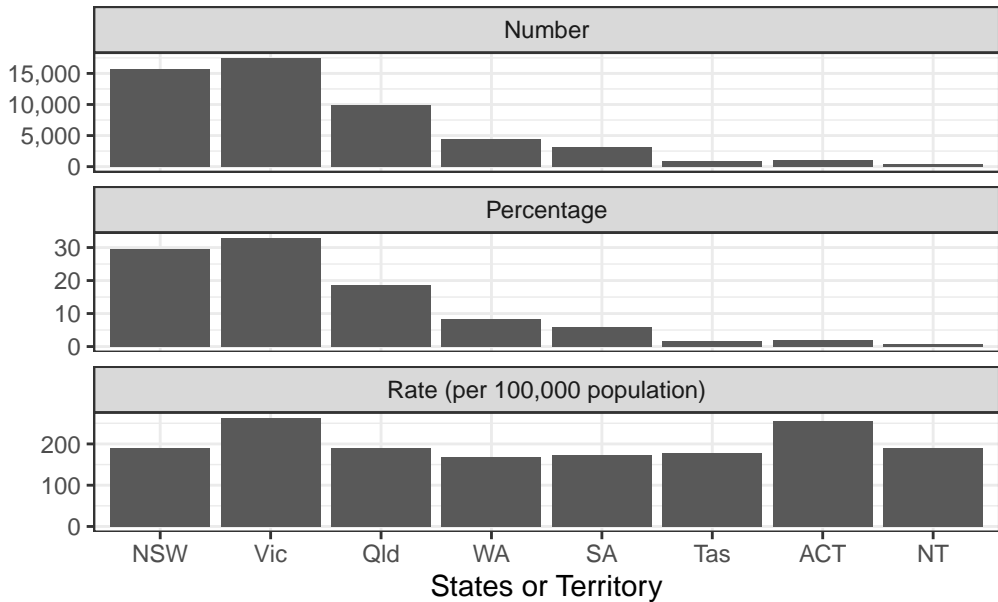 Number
15,000
10,000
5,000
0
Percentage
30
20
10
0
Rate (per 100,000 population)
200
100
0
NSW Vic Qld WA SA Tas ACT NT
States or Territory